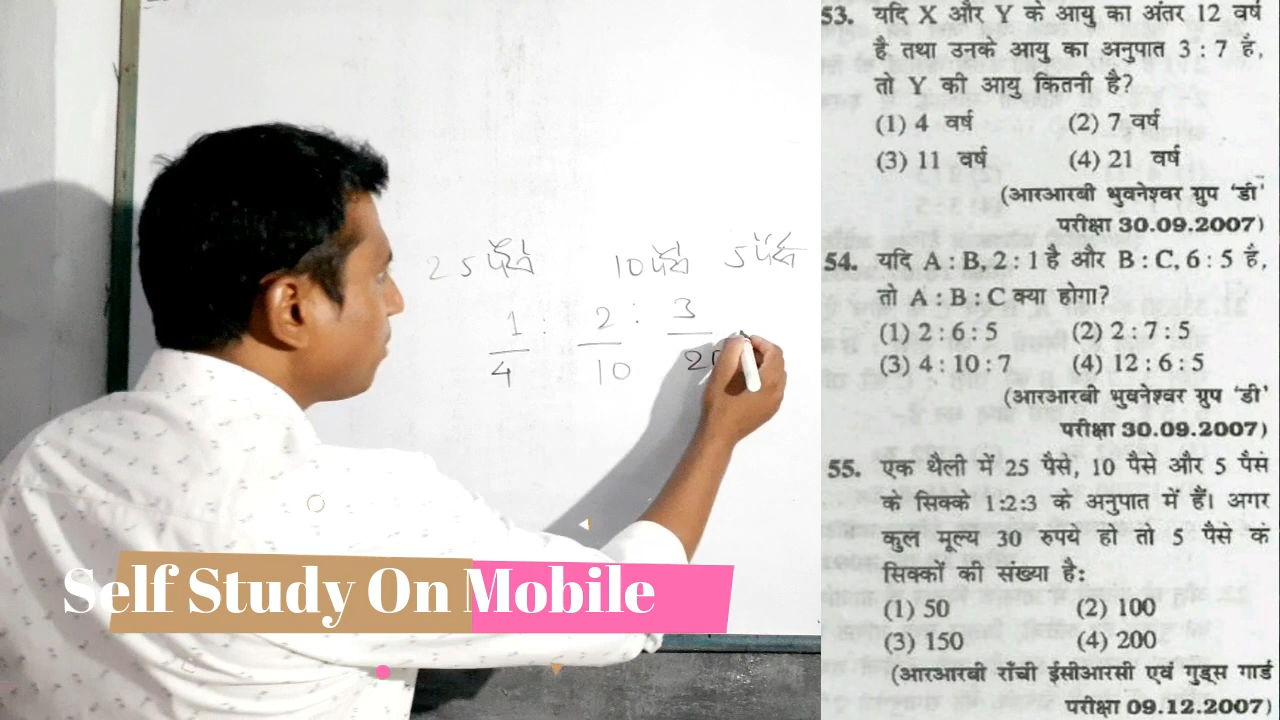 25 पैसे 10 पैसे 5 पैसे
1 : 2 : 3
4 10 20
Self Study On Mobile
53. यदि X और Y के आयु का अंतर 12 वर्ष
है तथा उनके आयु का अनुपात 3 : 7 है,
तो Y की आयु कितनी है?
(1) 4 वर्ष (2) 7 वर्ष
(3) 11 वर्ष (4) 21 वर्ष
(आरआरबी भुवनेश्वर ग्रुप ‘डी’
परीक्षा 30.09.2007)
54. यदि A : B, 2 : 1 है और B : C, 6 : 5 है,
तो A : B : C क्या होगा?
(1) 2 : 6 : 5 (2) 2 : 7 : 5
(3) 4 : 10 : 7 (4) 12 : 6 : 5
(आरआरबी भुवनेश्वर ग्रुप ‘डी’
परीक्षा 30.09.2007)
55. एक थैली में 25 पैसे, 10 पैसे और 5 पैसे
के सिक्के 1:2:3 के अनुपात में हैं। अगर
कुल मूल्य 30 रुपये हो तो 5 पैसे के
सिक्कों की संख्या है:
(1) 50 (2) 100
(3) 150 (4) 200
(आरआरबी राँची ईसीआरसी एवं गुड्स गार्ड
परीक्षा 09.12.2007)